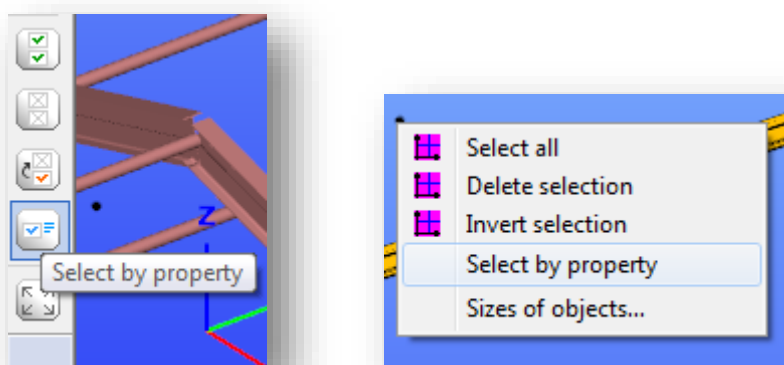 Z
Select by property
Select all
Delete selection
Invert selection
Select by property
Sizes of objects...